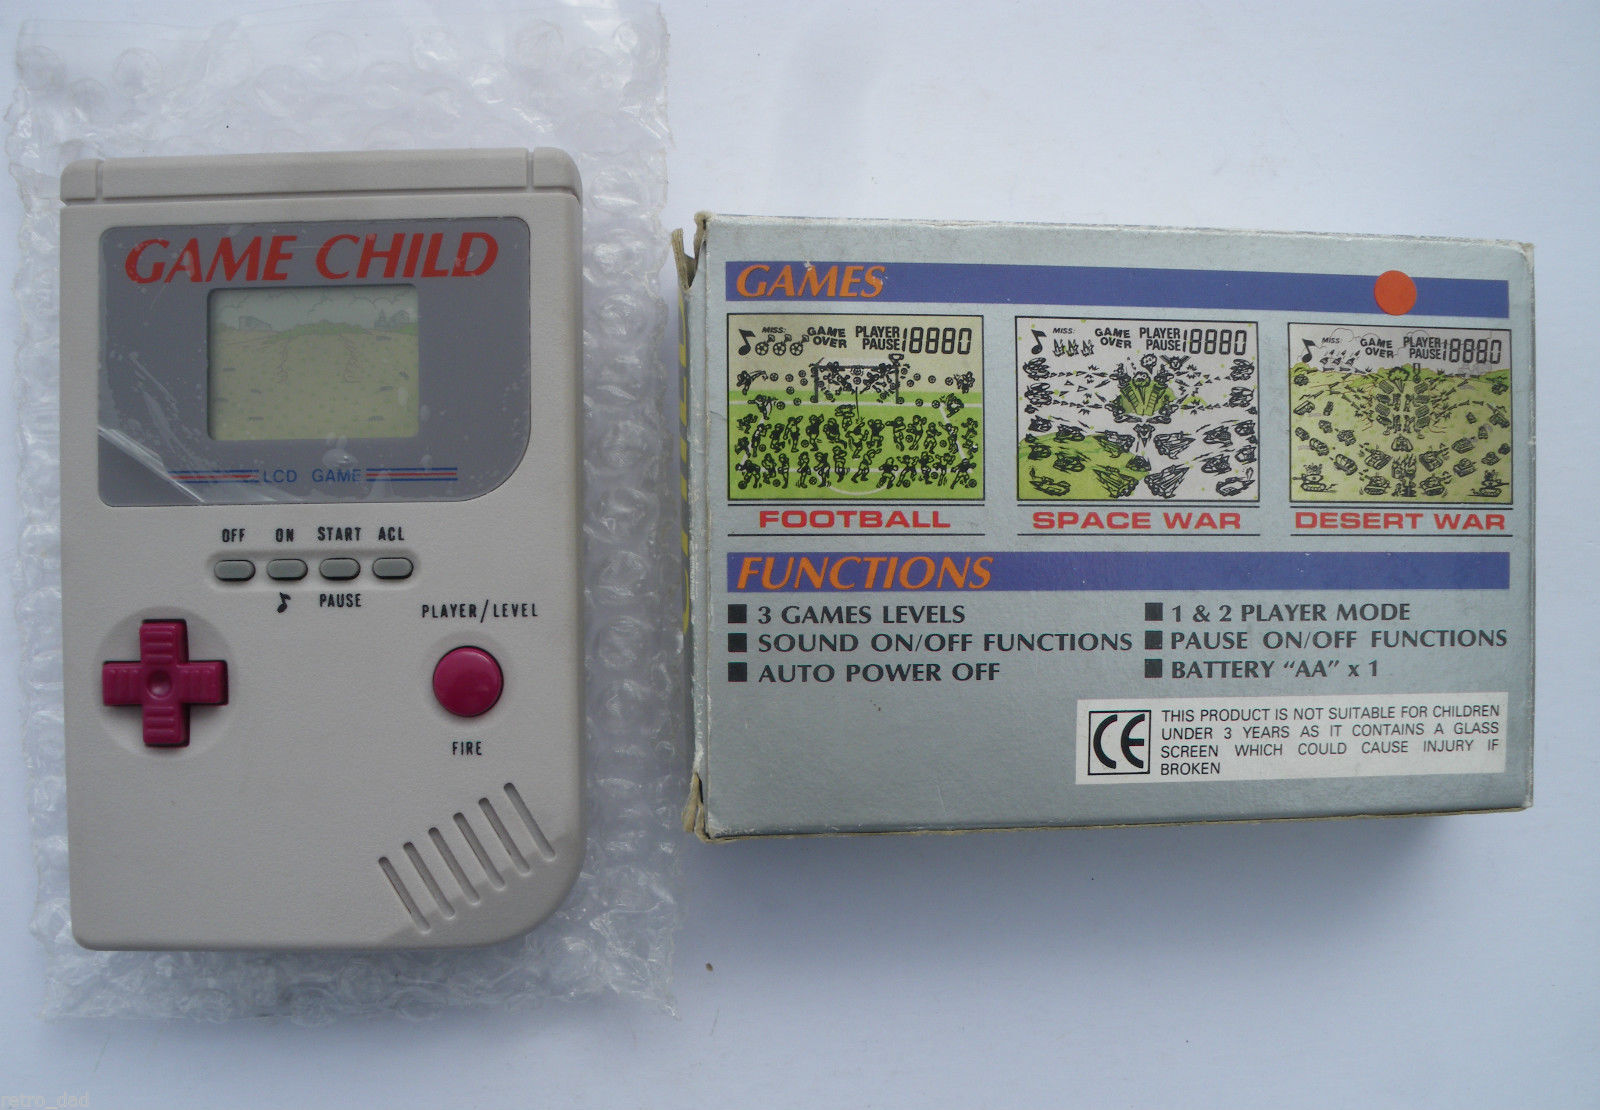 GAME CHILD
LCD GAME
OFF ON START ACL
PAUSE
PLAYER/LEVEL
FIRE
GAMES
MISS: GAME OVER PLAYER PAUSE 18880
MISS: GAME OVER PLAYER PAUSE 18880
MISS: GAME OVER PLAYER PAUSE 18880
FOOTBALL
SPACE WAR
DESERT WAR
FUNCTIONS
3 GAMES LEVELS
SOUND ON/OFF FUNCTIONS
AUTO POWER OFF
1 & 2 PLAYER MODE
PAUSE ON/OFF FUNCTIONS
BATTERY “AA” x 1
CE
THIS PRODUCT IS NOT SUITABLE FOR CHILDREN
UNDER 3 YEARS AS IT CONTAINS A GLASS
SCREEN WHICH COULD CAUSE INJURY IF
BROKEN
retro_dad